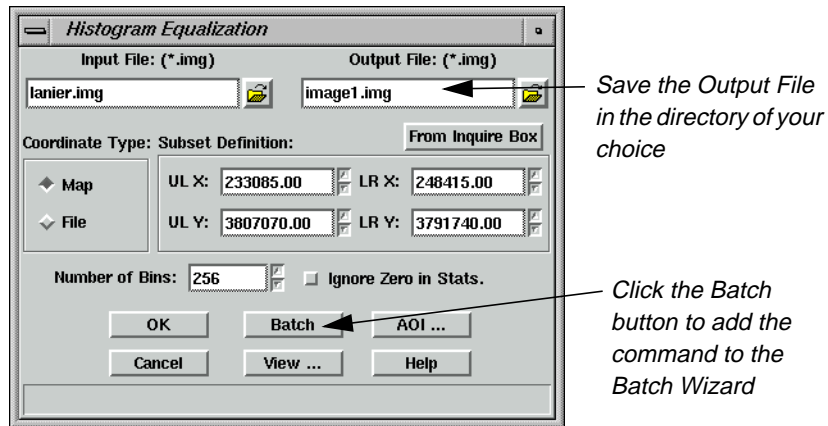 Histogram Equalization
Input File: (*.img)
Output File: (*.img)
lanier.img
image1.img
Save the Output File
in the directory of your
choice
Coordinate Type: Subset Definition:
From Inquire Box
Map
UL X: 233085.00
LR X: 248415.00
File
UL Y: 3807070.00
LR Y: 3791740.00
Number of Bins: 256
Ignore Zero in Stats.
Click the Batch
button to add the
command to the
Batch Wizard
OK
Batch
AOI ...
Cancel
View ...
Help